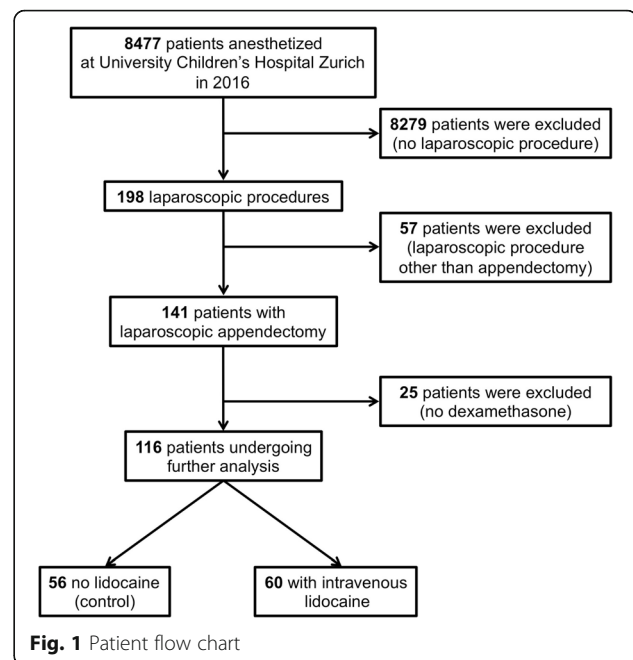 8477 patients anesthetized
at University Children's Hospital Zurich
in 2016
8279 patients were excluded
(no laparoscopic procedure)
198 laparoscopic procedures
57 patients were excluded
(laparoscopic procedure
other than appendectomy)
141 patients with
laparoscopic appendectomy
25 patients were excluded
(no dexamethasone)
116 patients undergoing
further analysis
56 no lidocaine
(control)
60 with intravenous
lidocaine
Fig. 1 Patient flow chart